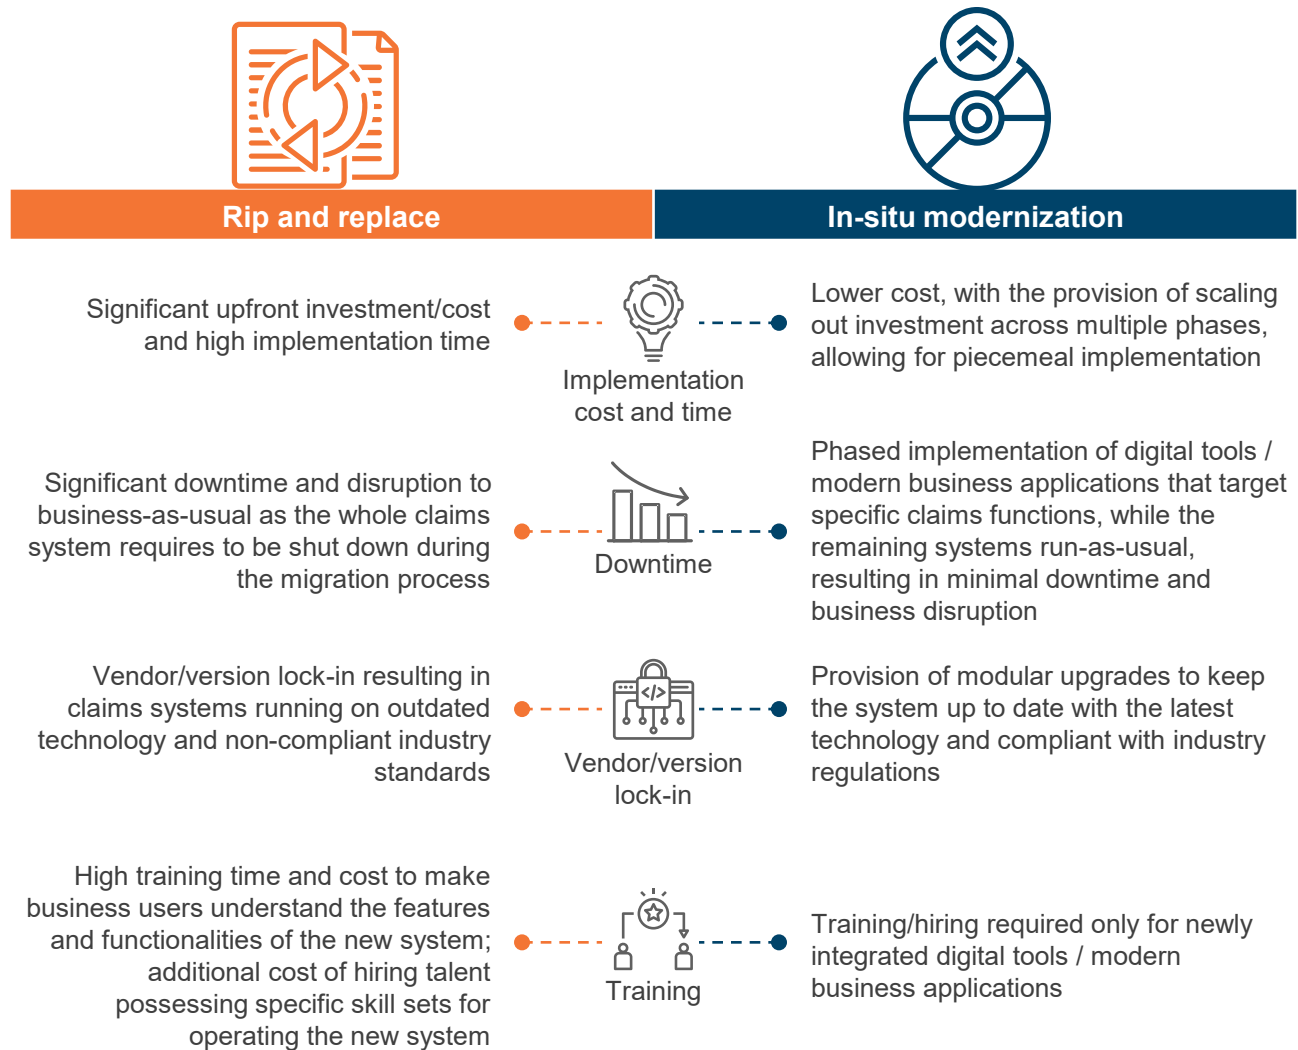 Rip and replace
In-situ modernization
Significant upfront investment/cost
and high implementation time
Implementation
cost and time
Lower cost, with the provision of scaling
out investment across multiple phases,
allowing for piecemeal implementation
Significant downtime and disruption to
business-as-usual as the whole claims
system requires to be shut down during
the migration process
Downtime
Phased implementation of digital tools /
modern business applications that target
specific claims functions, while the
remaining systems run-as-usual,
resulting in minimal downtime and
business disruption
Vendor/version lock-in resulting in
claims systems running on outdated
technology and non-compliant industry
standards
</>
Vendor/version
lock-in
Provision of modular upgrades to keep
the system up to date with the latest
technology and compliant with industry
regulations
High training time and cost to make
business users understand the features
and functionalities of the new system;
additional cost of hiring talent
possessing specific skill sets for
operating the new system
Training
Training/hiring required only for newly
integrated digital tools / modern
business applications